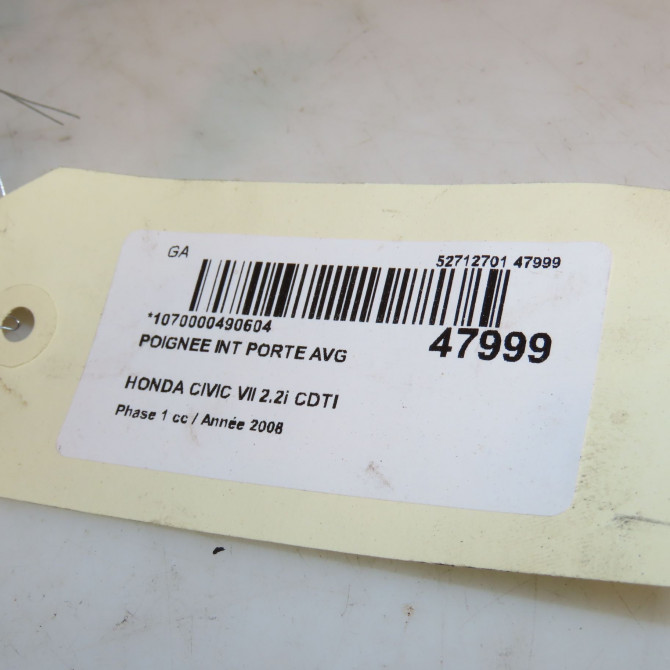 GA
52712701 47999
*1070000490604
47999
POIGNEE INT PORTE AVG
HONDA CIVIC VII 2.2i CDTI
Phase 1 cc / Année 2008